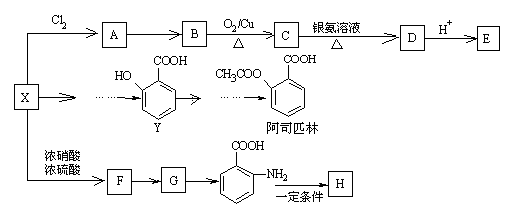 Cl₂ A B O₂/Cu △ C 银氨溶液 △ D H⁺ E
COOH COOH
HO CH₃COO
X …… ……
Y 阿司匹林
COOH
浓硝酸
浓硫酸 F G NH₂ 一定条件 H